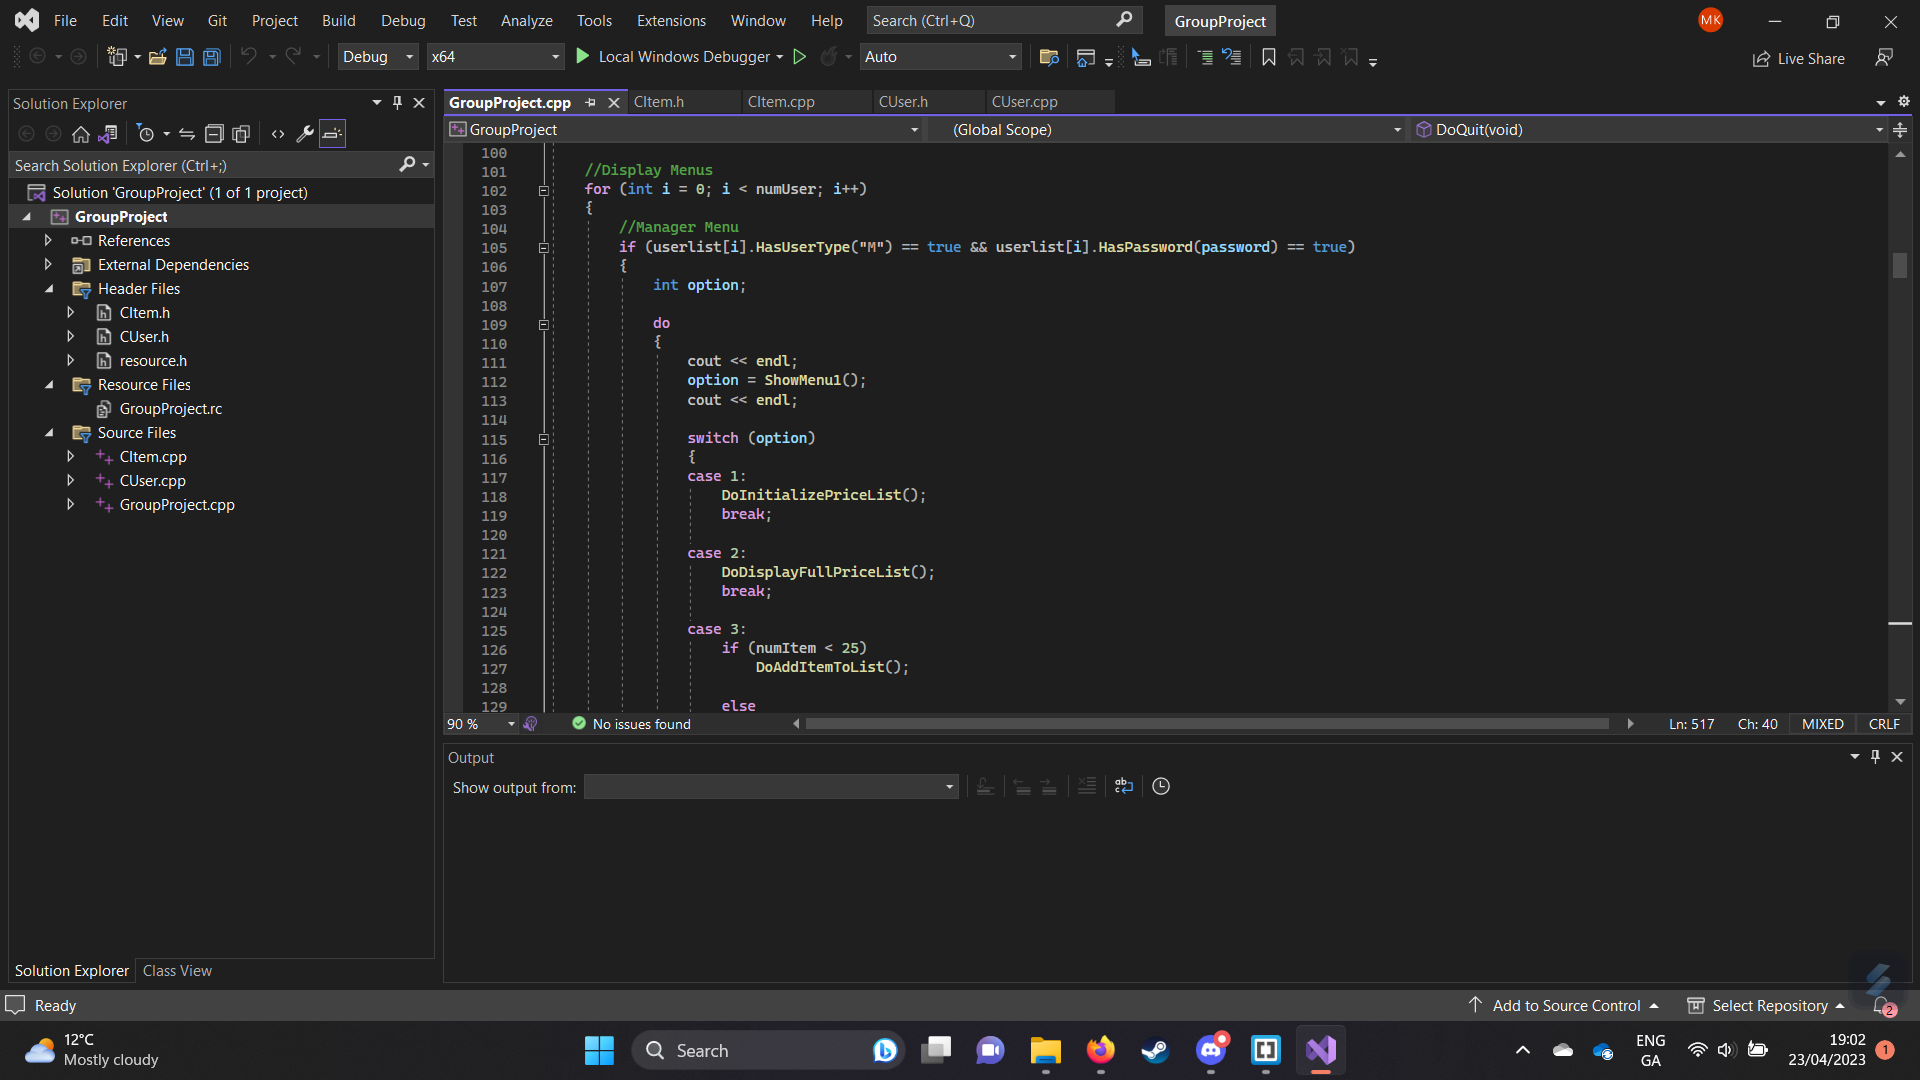 File Edit View Git Project Build Debug Test Analyze Tools Extensions Window Help Search (Ctrl+Q) GroupProject MK
Debug x64 Local Windows Debugger Auto Live Share
Solution Explorer
Search Solution Explorer (Ctrl+;)
Solution 'GroupProject' (1 of 1 project)
GroupProject
References
External Dependencies
Header Files
CItem.h
CUser.h
resource.h
Resource Files
GroupProject.rc
Source Files
CItem.cpp
CUser.cpp
GroupProject.cpp
Solution Explorer Class View
GroupProject.cpp CItem.h CItem.cpp CUser.h CUser.cpp
GroupProject (Global Scope) DoQuit(void)
100
101 //Display Menus
102 for (int i = 0; i < numUser; i++)
103 {
104 //Manager Menu
105 if (userlist[i].HasUserType("M") == true && userlist[i].HasPassword(password) == true)
106 {
107 int option;
108
109 do
110 {
111 cout << endl;
112 option = ShowMenu1();
113 cout << endl;
114
115 switch (option)
116 {
117 case 1:
118 DoInitializePriceList();
119 break;
120
121 case 2:
122 DoDisplayFullPriceList();
123 break;
124
125 case 3:
126 if (numItem < 25)
127 DoAddItemToList();
128
129 else
90 % No issues found Ln: 517 Ch: 40 MIXED CRLF
Output
Show output from:
Ready Add to Source Control Select Repository 2
12°C
Mostly cloudy
Search
ENG
GA
19:02
23/04/2023
1